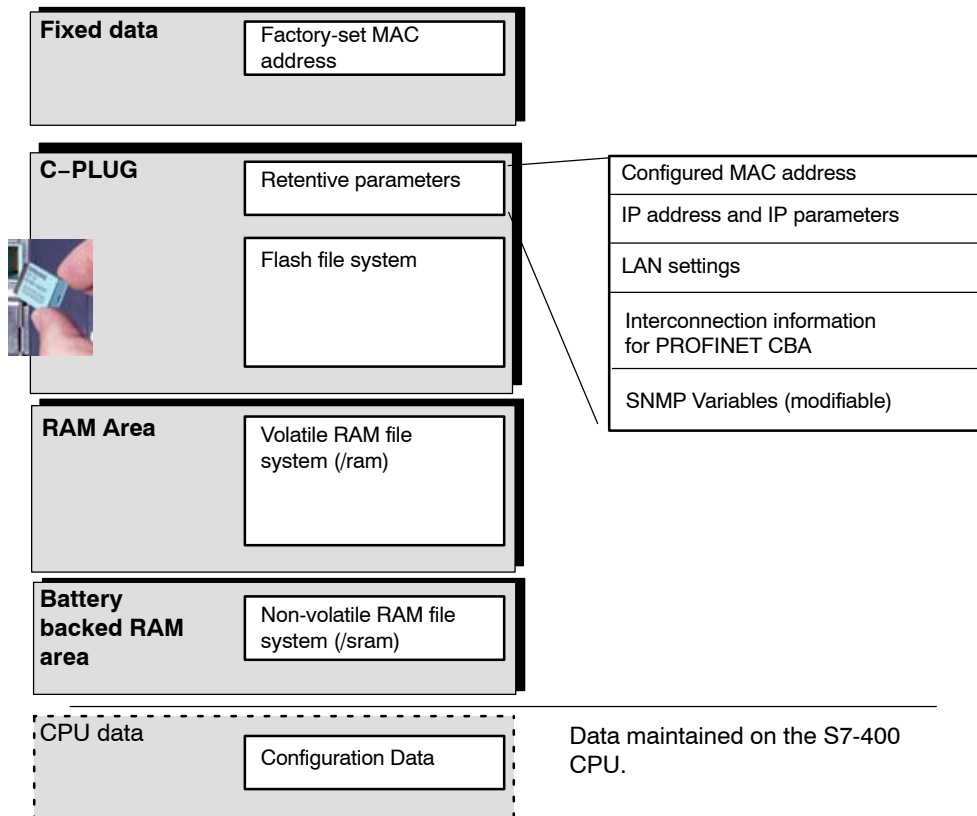 Fixed data
Factory-set MAC
address
C–PLUG
Retentive parameters
Flash file system
Configured MAC address
IP address and IP parameters
LAN settings
Interconnection information
for PROFINET CBA
SNMP Variables (modifiable)
RAM Area
Volatile RAM file
system (/ram)
Battery
backed RAM
area
Non-volatile RAM file
system (/sram)
CPU data
Configuration Data
Data maintained on the S7-400
CPU.